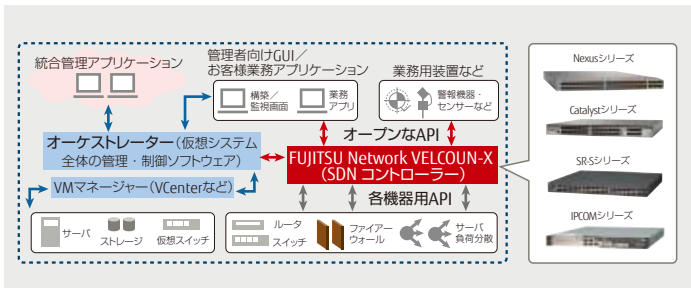 統合管理アプリケーション
管理者向けGUI／
お客様業務アプリケーション
構築／
監視画面
業務
アプリ
業務用装置など
警報機器・
センサーなど
オープンなAPI
オーケストレーター(仮想システム
全体の管理・制御ソフトウェア)
FUJITSU Network VELCOUN-X
(SDN コントローラー)
VMマネージャー(VCenterなど)
各機器用API
サーバ
ストレージ
仮想スイッチ
ルータ
スイッチ
ファイアー
ウォール
サーバ
負荷分散
Nexusシリーズ
Catalystシリーズ
SR-Sシリーズ
IPCOMシリーズ